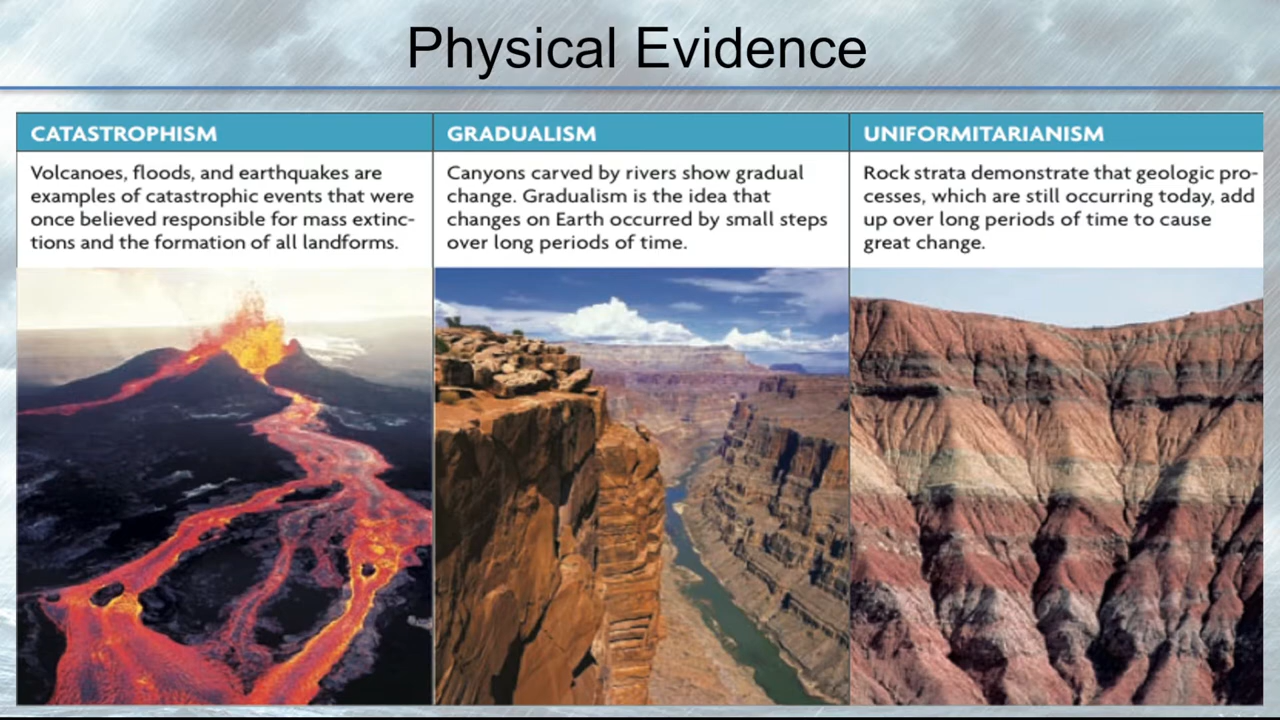 Physical Evidence
CATASTROPHISM
Volcanoes, floods, and earthquakes are
examples of catastrophic events that were
once believed responsible for mass extinc-
tions and the formation of all landforms.
GRADUALISM
Canyons carved by rivers show gradual
change. Gradualism is the idea that
changes on Earth occurred by small steps
over long periods of time.
UNIFORMITARIANISM
Rock strata demonstrate that geologic pro-
cesses, which are still occurring today, add
up over long periods of time to cause
great change.